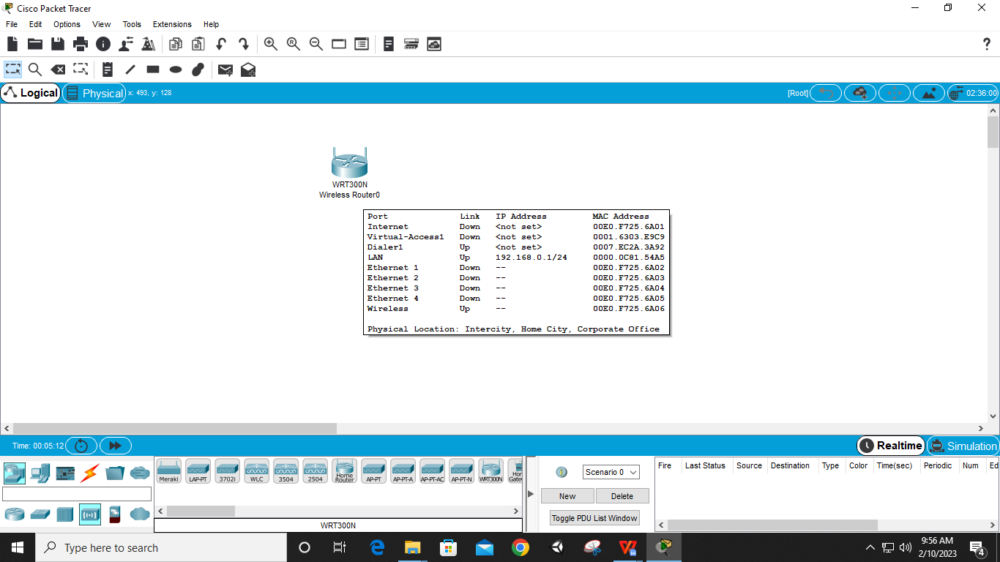 Cisco Packet Tracer
File Edit Options View Tools Extensions Help
?
Logical Physical x: 493, y: 128 [Root] 02:36:00
WRT300N
Wireless Router0
Port Link IP Address MAC Address
Internet Down <not set> 00E0.F725.6A01
Virtual-Access1 Down <not set> 0001.6303.E9C9
Dialer1 Up <not set> 0007.EC2A.3A92
LAN Up 192.168.0.1/24 0000.0C81.54A5
Ethernet 1 Down -- 00E0.F725.6A02
Ethernet 2 Down -- 00E0.F725.6A03
Ethernet 3 Down -- 00E0.F725.6A04
Ethernet 4 Down -- 00E0.F725.6A05
Wireless Up -- 00E0.F725.6A06
Physical Location: Intercity, Home City, Corporate Office
Time: 00:05:12 Realtime Simulation
Meraki LAP-PT 3702i WLC 3504 2504 Home Router AP-PT AP-PT-A AP-PT-AC AP-PT-N WRT300N
WRT300N
Scenario 0
New Delete
Toggle PDU List Window
Fire Last Status Source Destination Type Color Time(sec) Periodic Num Ed
Type here to search
9:56 AM
2/10/2023
4